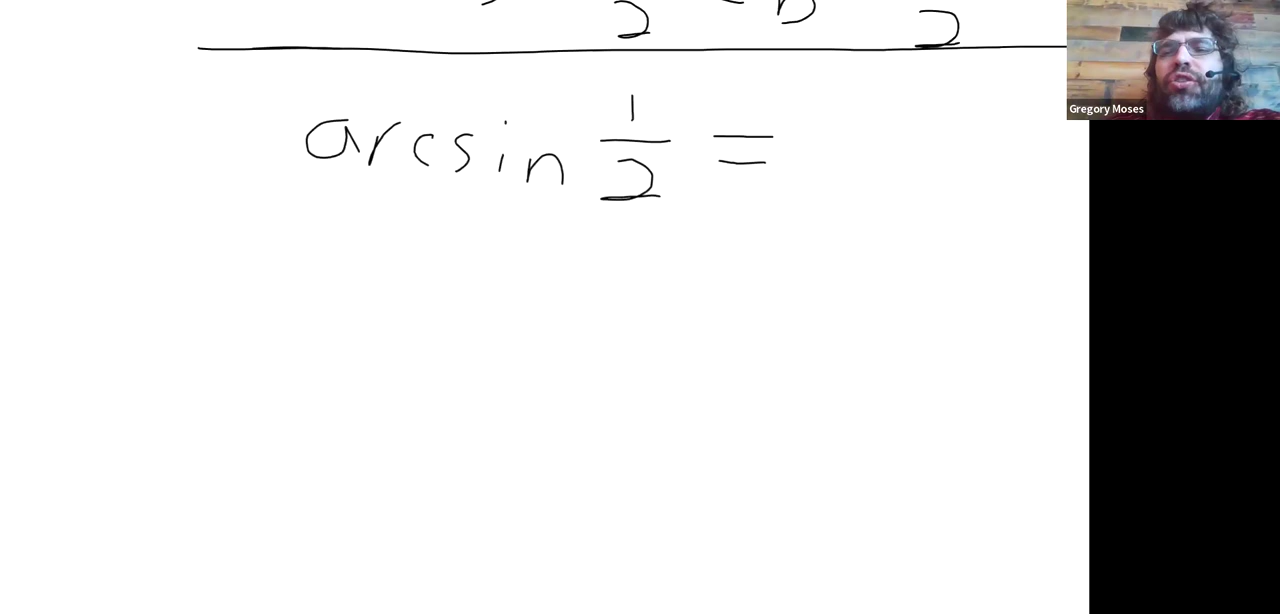 arcsin 1/2 =
Gregory Moses